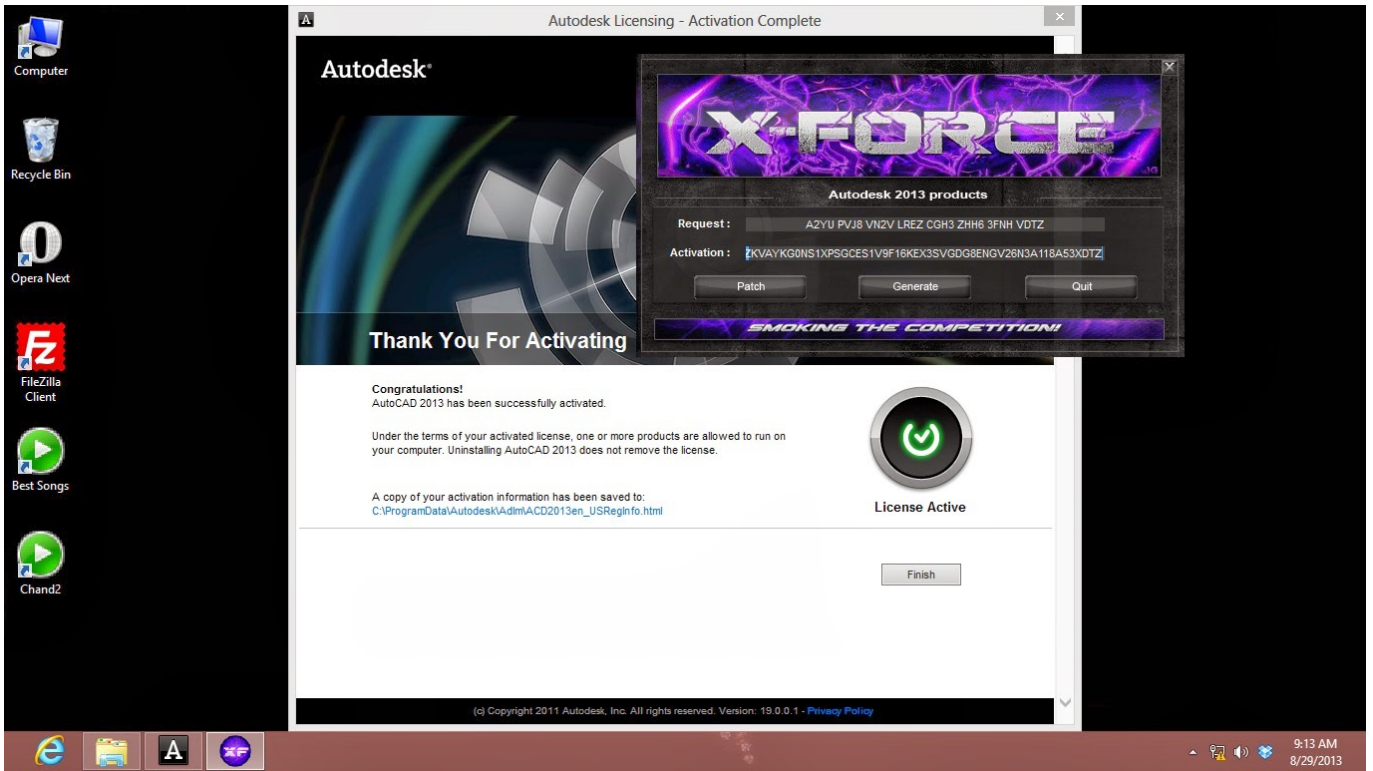 Computer
Recycle Bin
Opera Next
FileZilla
Client
Best Songs
Chand2
Autodesk Licensing - Activation Complete
Autodesk
Thank You For Activating
X-FORCE
Autodesk 2013 products
Request : A2YU PVJ8 VN2V LREZ CGH3 ZHH6 3FNH VDTZ
Activation : ZKVAYKG0NS1XPSGCES1V9F16KEX3SVGDG8ENGV26N3A118A53XDTZ
Patch Generate Quit
SMOKING THE COMPETITION!
Congratulations!
AutoCAD 2013 has been successfully activated.
Under the terms of your activated license, one or more products are allowed to run on
your computer. Uninstalling AutoCAD 2013 does not remove the license.
A copy of your activation information has been saved to:
C:\ProgramData\Autodesk\Adlm\ACD2013en_USRegInfo.html
License Active
Finish
(c) Copyright 2011 Autodesk, Inc. All rights reserved. Version: 19.0.0.1 - Privacy Policy
A
XF
9:13 AM
8/29/2013